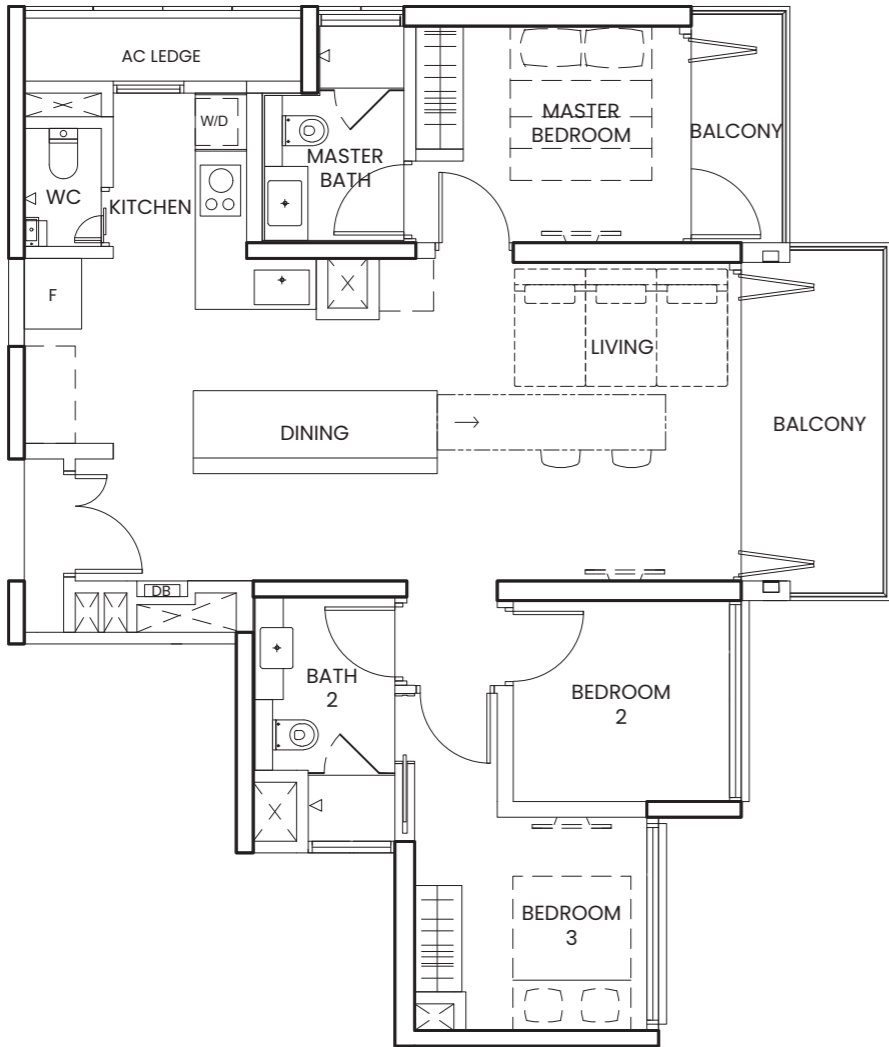 AC LEDGE
W/D
MASTER
BEDROOM
BALCONY
MASTER
BATH
WC
KITCHEN
F
LIVING
DINING
BALCONY
DB
BATH
2
BEDROOM
2
BEDROOM
3